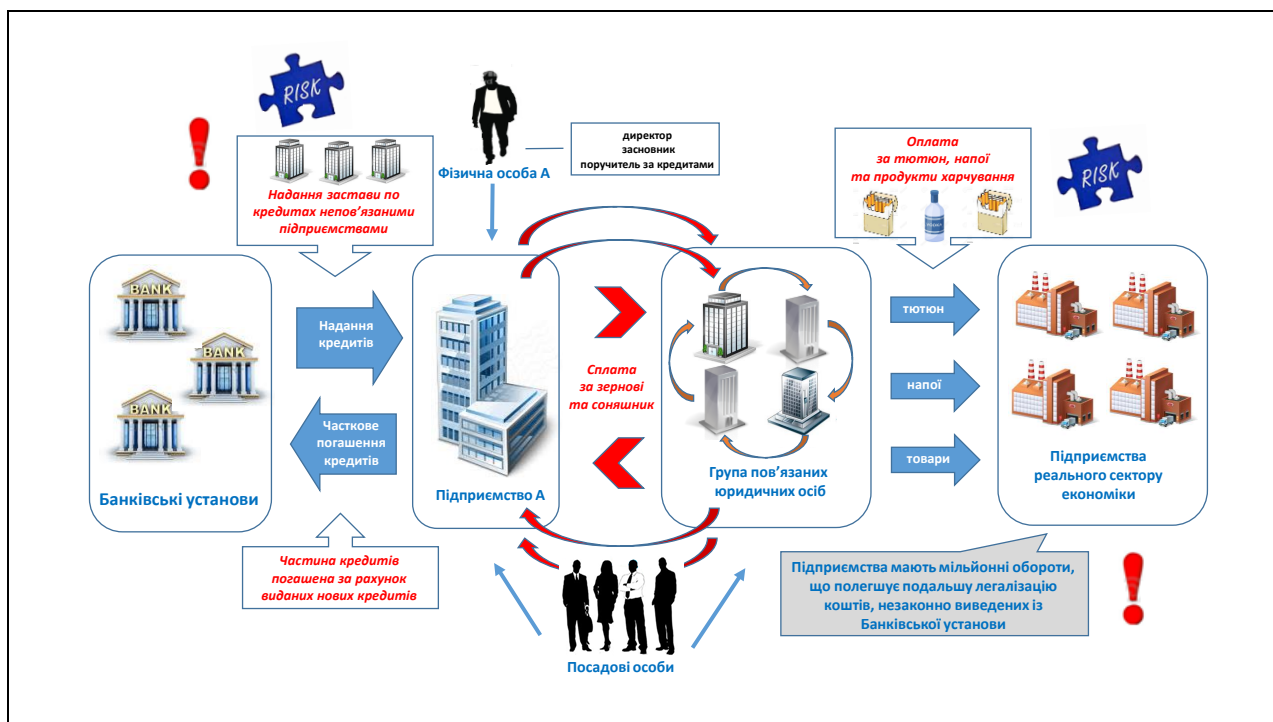 RISK
директор
засновник
поручитель за кредитами
Фізична особа А
Надання застави по
кредитах непов’язаними
підприємствами
Оплата
за тютюн, напої
та продукти харчування
RISK
BANK
BANK
BANK
Банківські установи
Надання
кредитів
Часткове
погашення
кредитів
Підприємство А
Сплата
за зернові
та соняшник
Група пов’язаних
юридичних осіб
тютюн
напої
товари
Підприємства
реального сектору
економіки
Частина кредитів
погашена за рахунок
виданих нових кредитів
Посадові особи
Підприємства мають мільйонні обороти,
що полегшує подальшу легалізацію
коштів, незаконно виведених із
Банківської установи